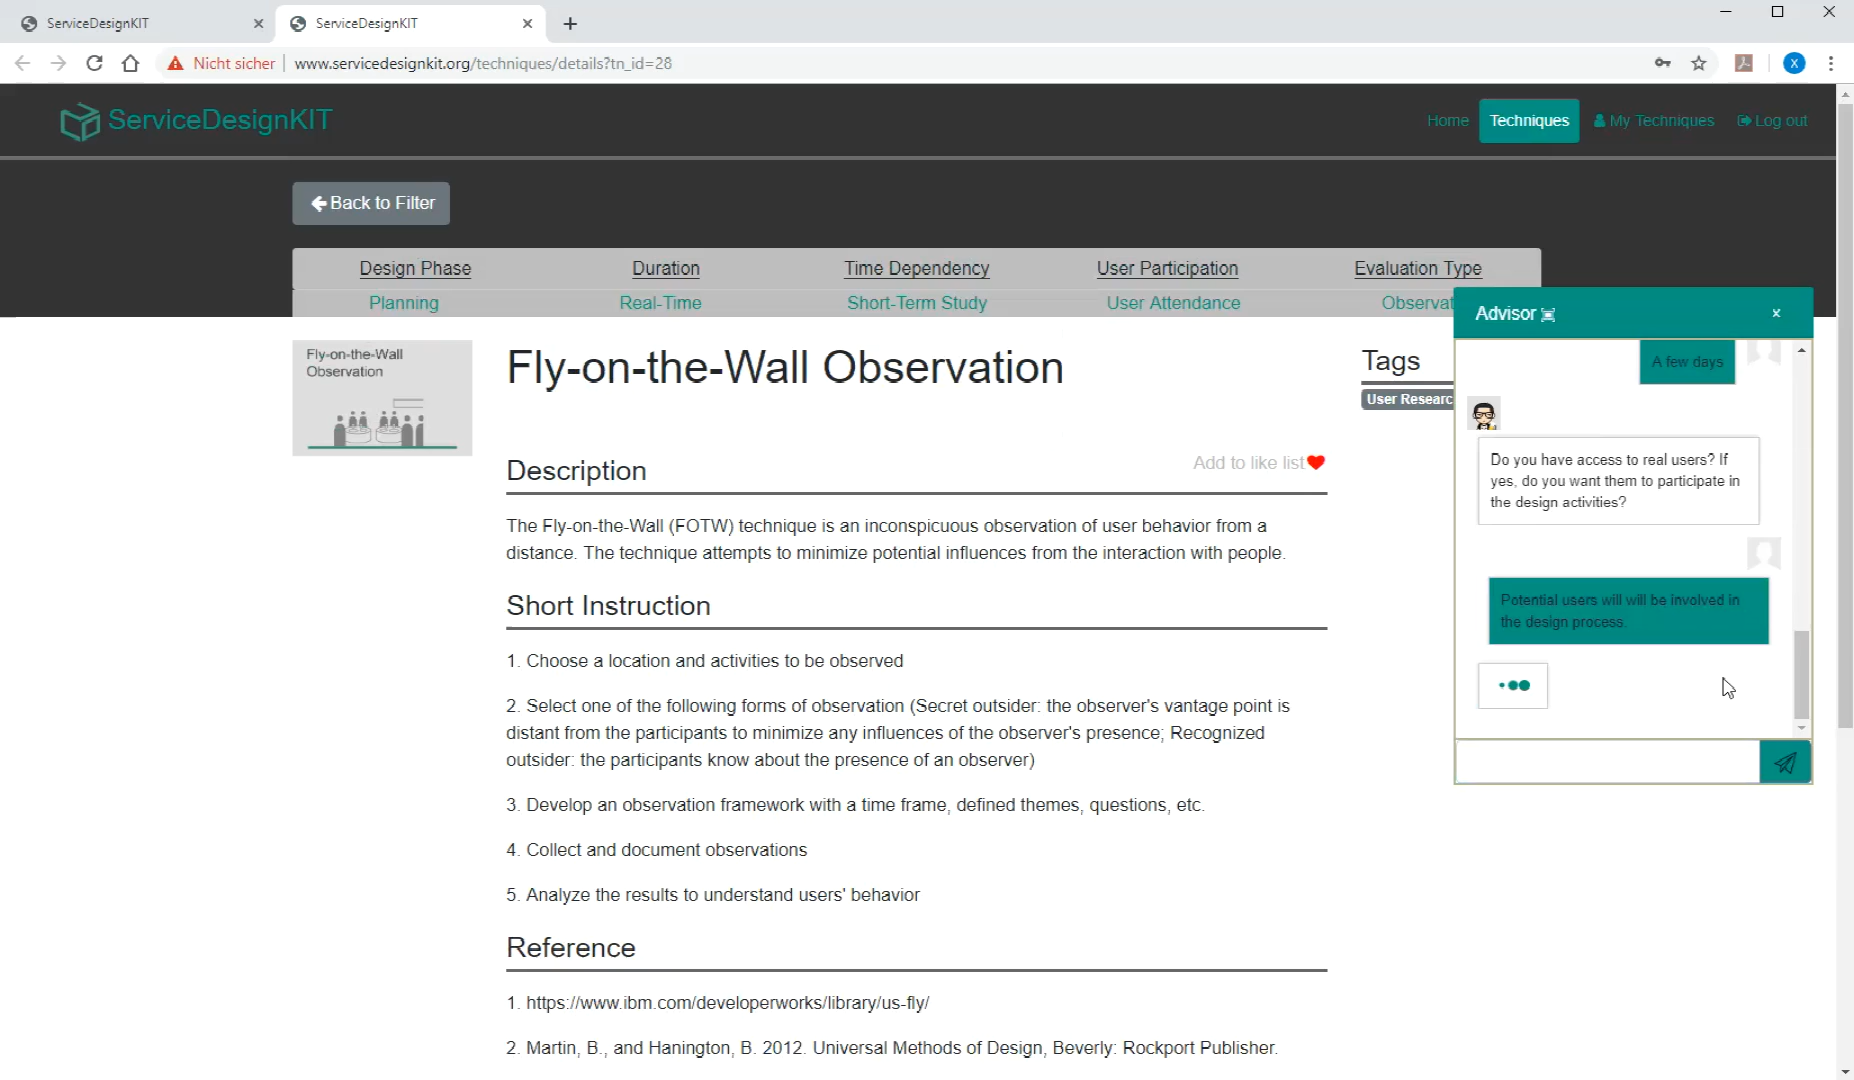 ServiceDesignKIT
ServiceDesignKIT
Nicht sicher
www.servicedesignkit.org/techniques/details?tn_id=28
X
ServiceDesignKIT
Home
Techniques
My Techniques
Log out
Back to Filter
Design Phase
Duration
Time Dependency
User Participation
Evaluation Type
Planning
Real-Time
Short-Term Study
User Attendance
Observat
Fly-on-the-Wall
Observation
Fly-on-the-Wall Observation
Tags
User Researc
Description
Add to like list
The Fly-on-the-Wall (FOTW) technique is an inconspicuous observation of user behavior from a
distance. The technique attempts to minimize potential influences from the interaction with people.
Short Instruction
1. Choose a location and activities to be observed
2. Select one of the following forms of observation (Secret outsider: the observer's vantage point is
distant from the participants to minimize any influences of the observer's presence; Recognized
outsider: the participants know about the presence of an observer)
3. Develop an observation framework with a time frame, defined themes, questions, etc.
4. Collect and document observations
5. Analyze the results to understand users' behavior
Reference
1. https://www.ibm.com/developerworks/library/us-fly/
2. Martin, B., and Hanington, B. 2012. Universal Methods of Design, Beverly: Rockport Publisher.
Advisor
A few days
Do you have access to real users? If
yes, do you want them to participate in
the design activities?
Potential users will will be involved in
the design process.